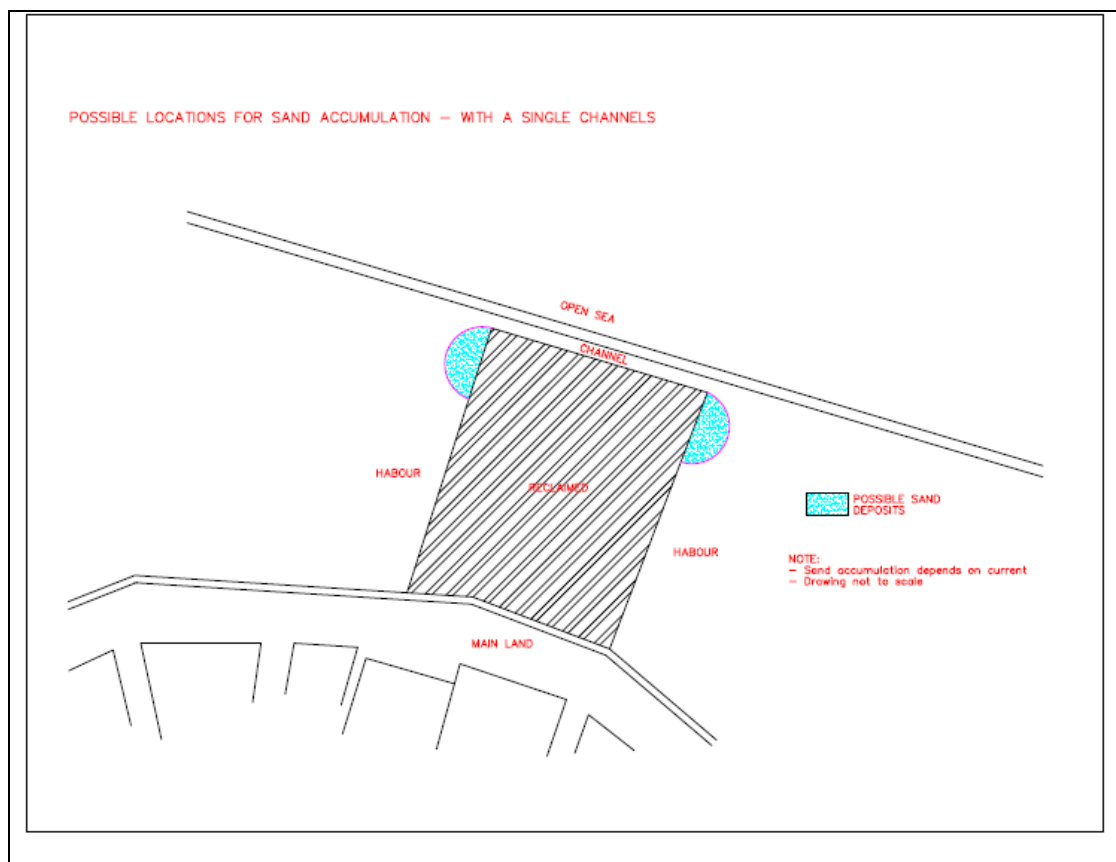 POSSIBLE LOCATIONS FOR SAND ACCUMULATION – WITH A SINGLE CHANNELS
OPEN SEA
CHANNEL
HABOUR
RECLAIMED
POSSIBLE SAND
DEPOSITS
HABOUR
NOTE:
– Sand accumulation depends on current
– Drawing not to scale
MAIN LAND